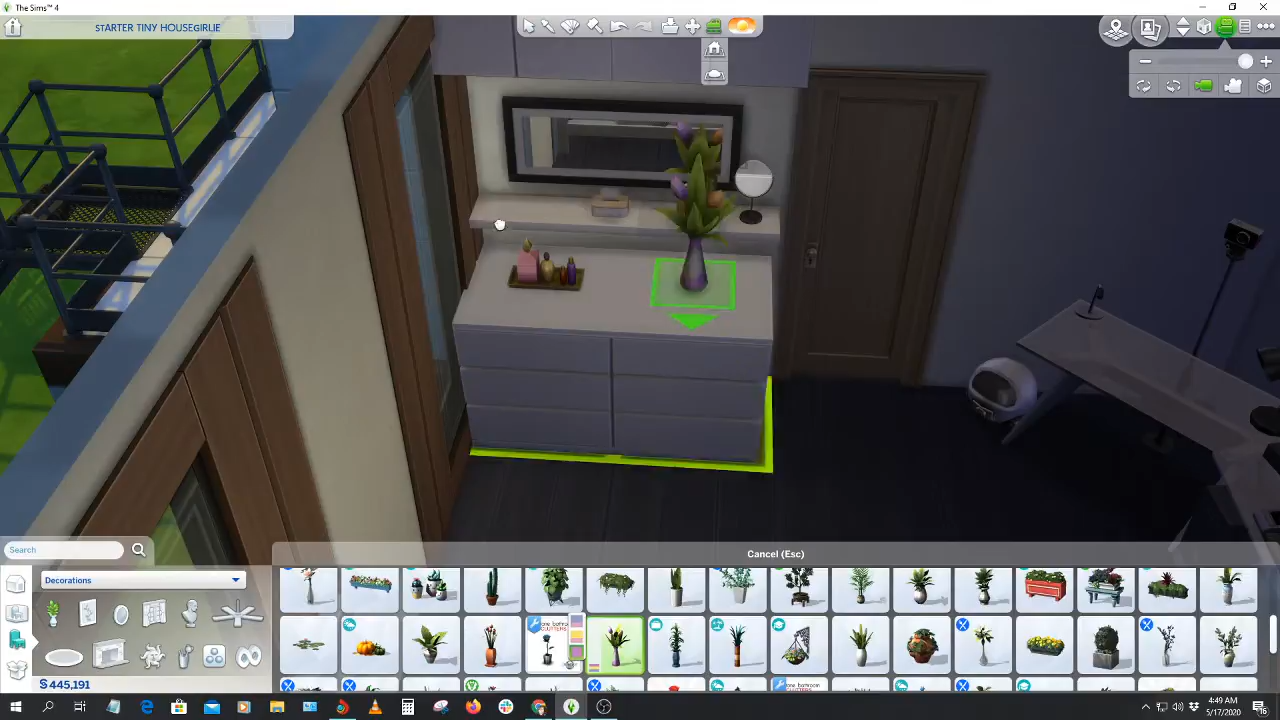 The Sims™ 4
STARTER TINY HOUSEGIRLIE
Search
Cancel (Esc)
Decorations
445,191
4:49 AM
5/17/2020